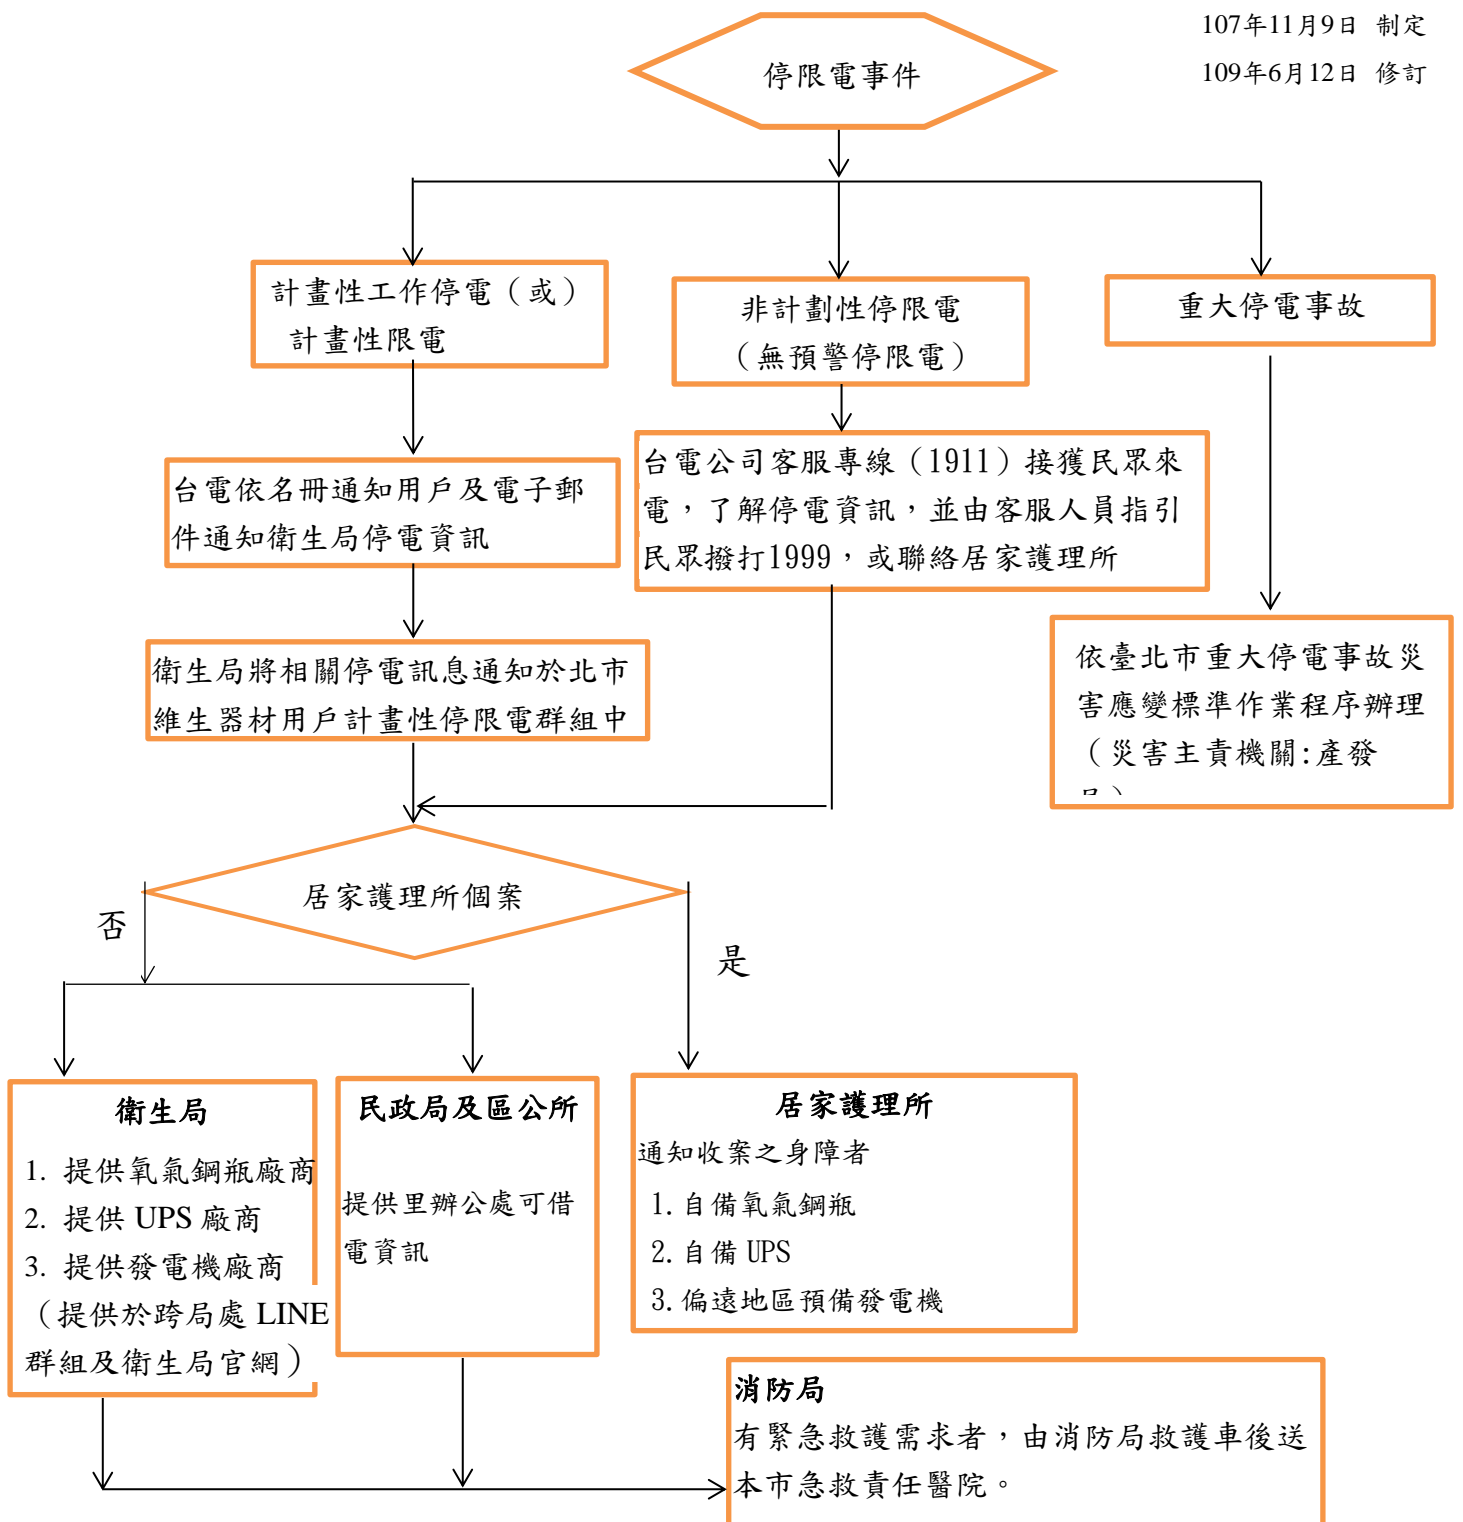 107年11月9日 制定
109年6月12日 修訂
停限電事件
計畫性工作停電（或）
計畫性限電
非計劃性停限電
（無預警停限電）
重大停電事故
台電依名冊通知用戶及電子郵
件通知衛生局停電資訊
台電公司客服專線（1911）接獲民眾來
電，了解停電資訊，並由客服人員指引
民眾撥打1999，或聯絡居家護理所
衛生局將相關停電訊息通知於北市
維生器材用戶計畫性停限電群組中
依臺北市重大停電事故災
害應變標準作業程序辦理
（災害主責機關:產發
居家護理所個案
否
是
衛生局
1. 提供氧氣鋼瓶廠商
2. 提供 UPS 廠商
3. 提供發電機廠商
（提供於跨局處 LINE
群組及衛生局官網）
民政局及區公所
提供里辦公處可借
電資訊
居家護理所
通知收案之身障者
1.自備氧氣鋼瓶
2.自備 UPS
3.偏遠地區預備發電機
消防局
有緊急救護需求者，由消防局救護車後送
本市急救責任醫院。